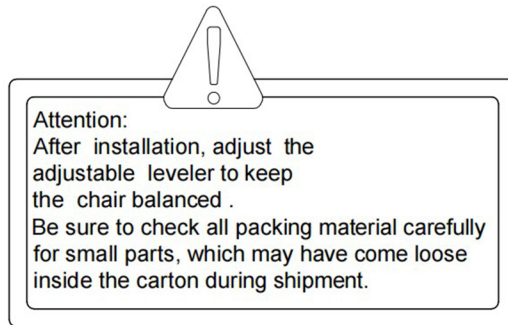 Attention:
After installation, adjust the
adjustable leveler to keep
the chair balanced .
Be sure to check all packing material carefully
for small parts, which may have come loose
inside the carton during shipment.